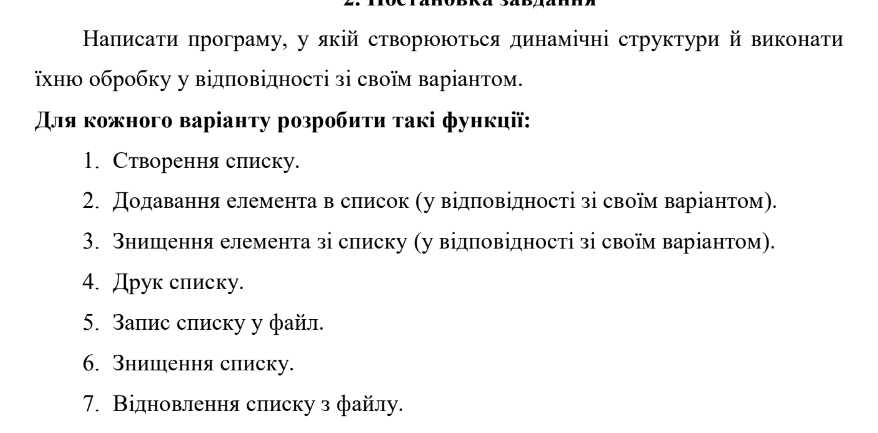 2. Постановка завдання
Написати програму, у якій створюються динамічні структури й виконати
їхню обробку у відповідності зі своїм варіантом.
Для кожного варіанту розробити такі функції:
1. Створення списку.
2. Додавання елемента в список (у відповідності зі своїм варіантом).
3. Знищення елемента зі списку (у відповідності зі своїм варіантом).
4. Друк списку.
5. Запис списку у файл.
6. Знищення списку.
7. Відновлення списку з файлу.